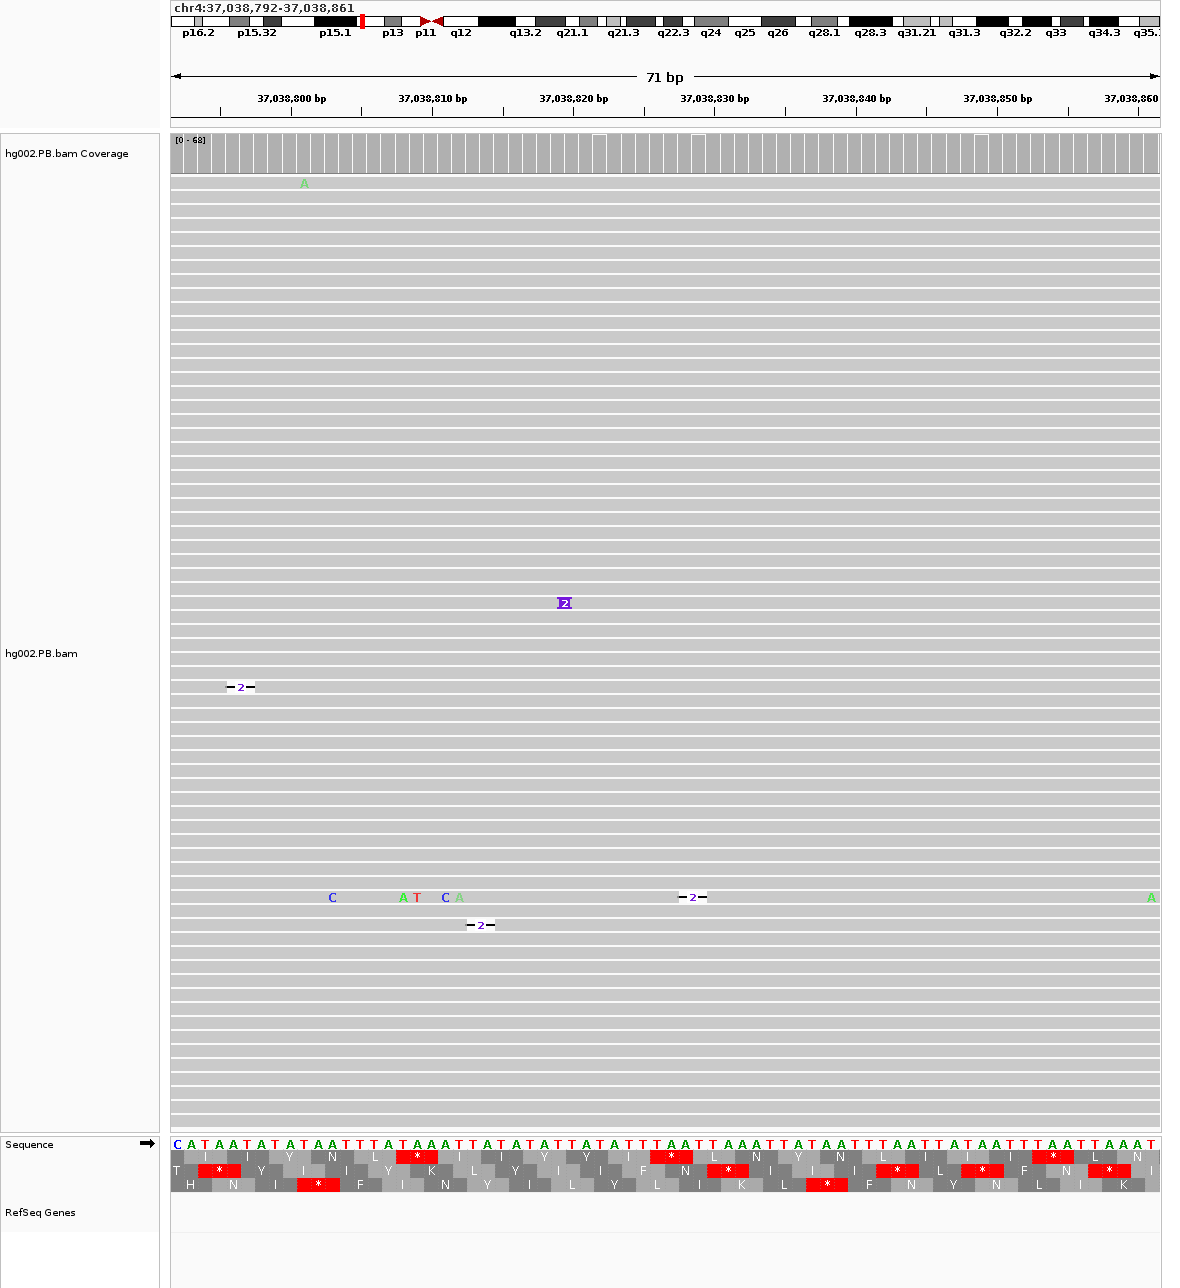 chr4:37,038,792-37,038,861
p16.2 p15.32 p15.1 p13 p11 q12 q13.2 q21.1 q21.3 q22.3 q24 q25 q26 q28.1 q28.3 q31.21 q31.3 q32.2 q33 q34.3 q35.
71 bp
37,038,800 bp 37,038,810 bp 37,038,820 bp 37,038,830 bp 37,038,840 bp 37,038,850 bp 37,038,860
[0 - 68]
hg002.PB.bam Coverage
A
2
hg002.PB.bam
2
C A T C A 2 A
2
Sequence C A T A A T A T A T A A T T T A T A A A T T A T A T A T T A T A T T T A A T T A A A T T A T A A T T T A A T T A T A A T T T A A T T A A A T
I I Y N L * I I Y Y I * L N Y N L I I I * L N
T * Y I I Y K L Y I I F N * I I I * L * F N * I
H N I * F I N Y I L Y L I K L * F N Y N L I K
RefSeq Genes